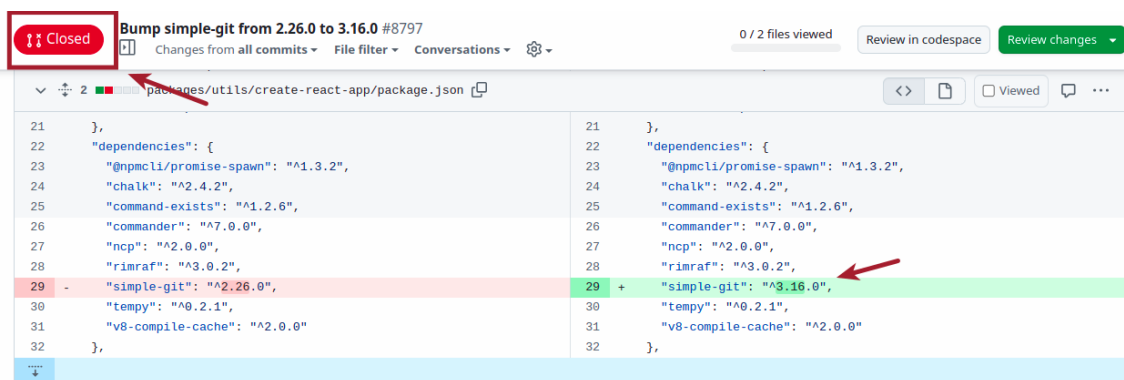 Closed
Bump simple-git from 2.26.0 to 3.16.0 #8797
Changes from all commits File filter Conversations
0 / 2 files viewed
Review in codespace
Review changes
2 packages/utils/create-react-app/package.json
Viewed
21 },
22 "dependencies": {
23 "@npmcli/promise-spawn": "^1.3.2",
24 "chalk": "^2.4.2",
25 "command-exists": "^1.2.6",
26 "commander": "^7.0.0",
27 "ncp": "^2.0.0",
28 "rimraf": "^3.0.2",
29 - "simple-git": "^2.26.0",
30 "tempy": "^0.2.1",
31 "v8-compile-cache": "^2.0.0"
32 },
21 },
22 "dependencies": {
23 "@npmcli/promise-spawn": "^1.3.2",
24 "chalk": "^2.4.2",
25 "command-exists": "^1.2.6",
26 "commander": "^7.0.0",
27 "ncp": "^2.0.0",
28 "rimraf": "^3.0.2",
29 + "simple-git": "^3.16.0",
30 "tempy": "^0.2.1",
31 "v8-compile-cache": "^2.0.0"
32 },